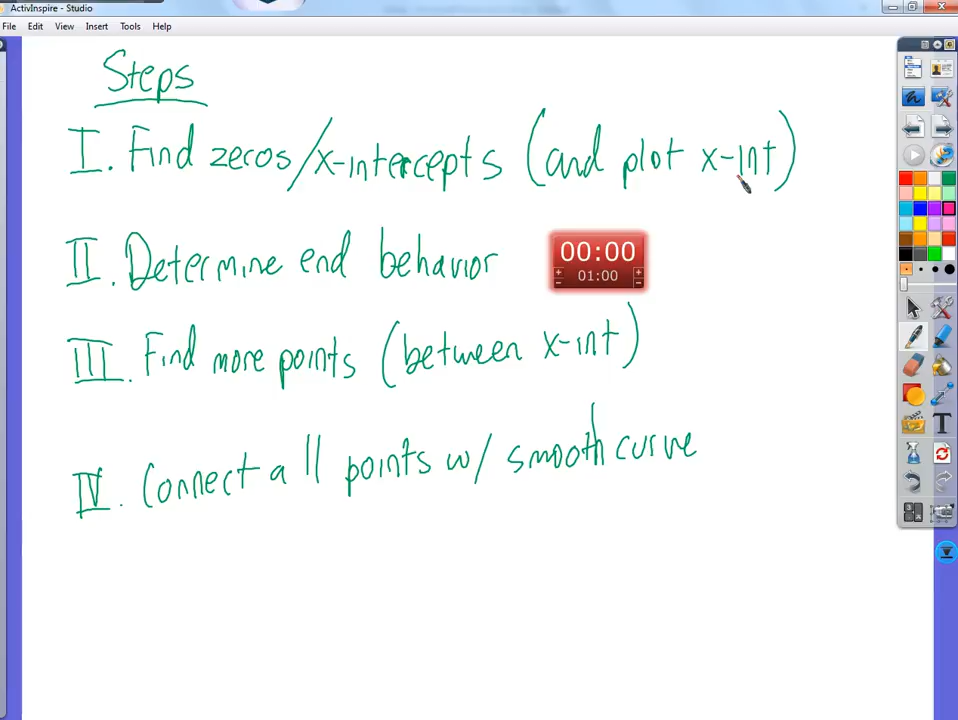 ActivInspire - Studio
File Edit View Insert Tools Help
Steps
I. Find zeros/x-intercepts (and plot x-int)
II. Determine end behavior
00:00
01:00
III. Find more points (between x-int)
IV. Connect all points w/ smooth curve